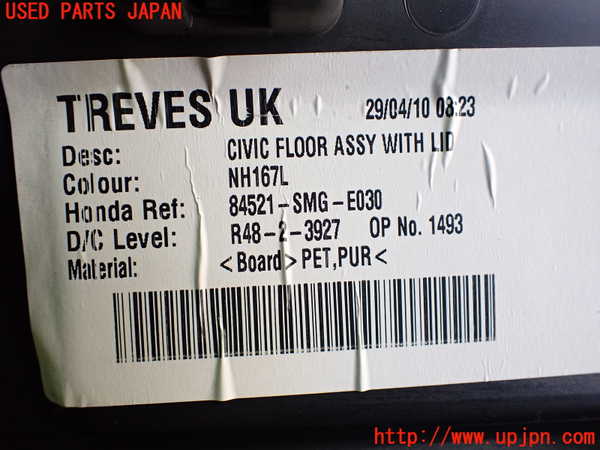 USED PARTS JAPAN
TREVES UK 29/04/10 08:23
Desc: CIVIC FLOOR ASSY WITH LID
Colour: NH167L
Honda Ref: 84521-SMG-E030
D/C Level: R48-2-3927 OP No. 1493
Material: <Board>PET,PUR<
http://www.upjpn.com/